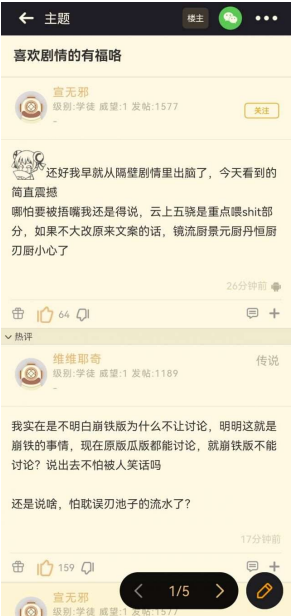 主题
楼主
喜欢剧情的有福咯
宣无邪
级别:学徒 威望:1 发帖:1577
-
关注
还好我早就从隔壁剧情里出脑了，今天看到的
简直震撼
哪怕要被捂嘴我还是得说，云上五骁是重点喂shit部
分，如果不大改原来文案的话，镜流厨景元厨丹恒厨
刃厨小心了
26分钟前
64
热评
维维耶奇
传说
级别:学徒 威望:1 发帖:1189
-
我实在是不明白崩铁版为什么不让讨论，明明这就是
崩铁的事情，现在原版瓜版都能讨论，就崩铁版不能
讨论？说出去不怕被人笑话吗
还是说啥，怕耽误刃池子的流水了？
17分钟前
159
宣无邪
级别:学徒 威望:1 发帖:1577
1/5